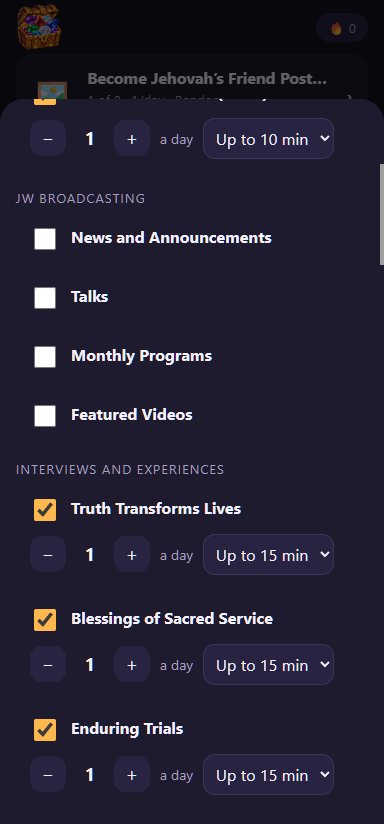 0
Become Jehovah's Friend Post...
− 1 + a day Up to 10 min
JW BROADCASTING
News and Announcements
Talks
Monthly Programs
Featured Videos
INTERVIEWS AND EXPERIENCES
Truth Transforms Lives
− 1 + a day Up to 15 min
Blessings of Sacred Service
− 1 + a day Up to 15 min
Enduring Trials
− 1 + a day Up to 15 min